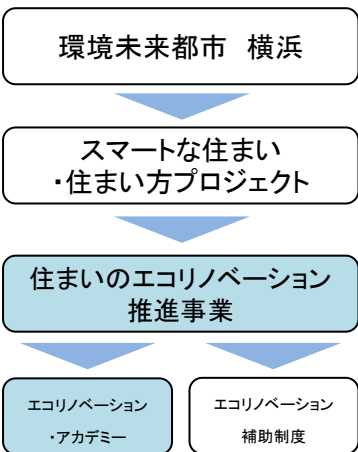 環境未来都市　横浜
スマートな住まい
・住まい方プロジェクト
住まいのエコリノベーション
推進事業
エコリノベーション
・アカデミー
エコリノベーション
補助制度